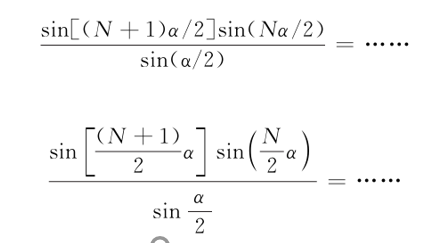 sin[(N+1)α/2]sin(Nα/2) / sin(α/2) = ……
sin[(N+1)/2 α] sin(N/2 α) / sin α/2 = ……